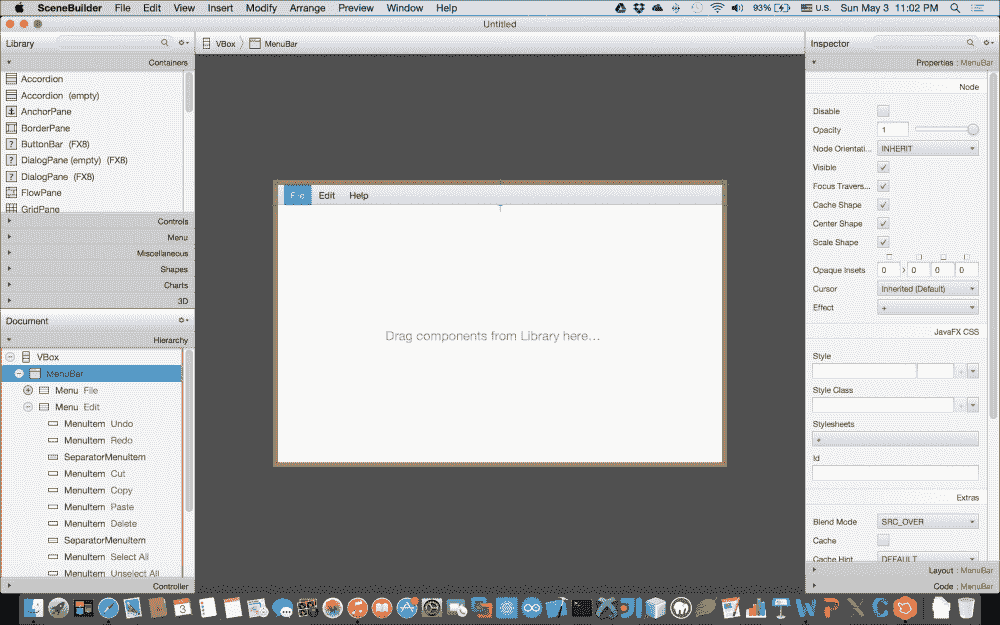 SceneBuilder File Edit View Insert Modify Arrange Preview Window Help 93% U.S. Sun May 3 11:02 PM
Untitled
Library
VBox MenuBar
Inspector
Containers
Accordion
Accordion (empty)
AnchorPane
BorderPane
ButtonBar (FX8)
DialogPane (empty) (FX8)
DialogPane (FX8)
FlowPane
GridPane
Controls
Menu
Miscellaneous
Shapes
Charts
3D
Document
Hierarchy
VBox
MenuBar
Menu File
Menu Edit
MenuItem Undo
MenuItem Redo
SeparatorMenuItem
MenuItem Cut
MenuItem Copy
MenuItem Paste
MenuItem Delete
SeparatorMenuItem
MenuItem Select All
MenuItem Unselect All
Controller
File Edit Help
Drag components from Library here...
Properties : MenuBar
Node
Disable
Opacity 1
Node Orientati... INHERIT
Visible
Focus Travers...
Cache Shape
Center Shape
Scale Shape
Opaque Insets 0 0 0 0
Cursor Inherited (Default)
Effect +
JavaFX CSS
Style
Style Class
Stylesheets
+
Id
Extras
Blend Mode SRC_OVER
Cache
Cache Hint DEFAULT
Layout : MenuBar
Code : MenuBar
3